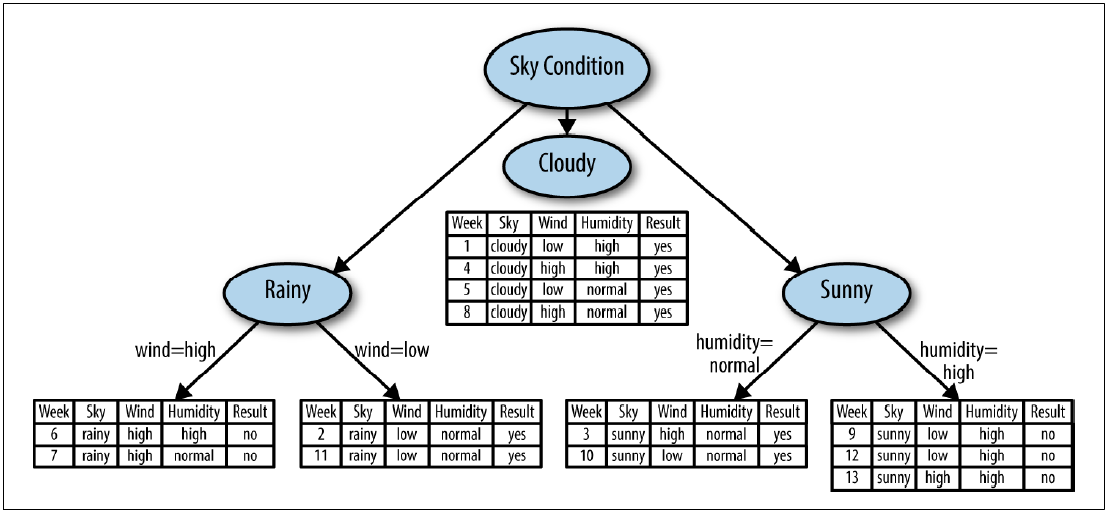 Sky Condition
Cloudy
Week Sky Wind Humidity Result
1 cloudy low high yes
4 cloudy high high yes
5 cloudy low normal yes
8 cloudy high normal yes
Rainy
Sunny
wind=high
wind=low
humidity=
normal
humidity=
high
Week Sky Wind Humidity Result
6 rainy high high no
7 rainy high normal no
Week Sky Wind Humidity Result
2 rainy low normal yes
11 rainy low normal yes
Week Sky Wind Humidity Result
3 sunny high normal yes
10 sunny low normal yes
Week Sky Wind Humidity Result
9 sunny low high no
12 sunny low high no
13 sunny high high no